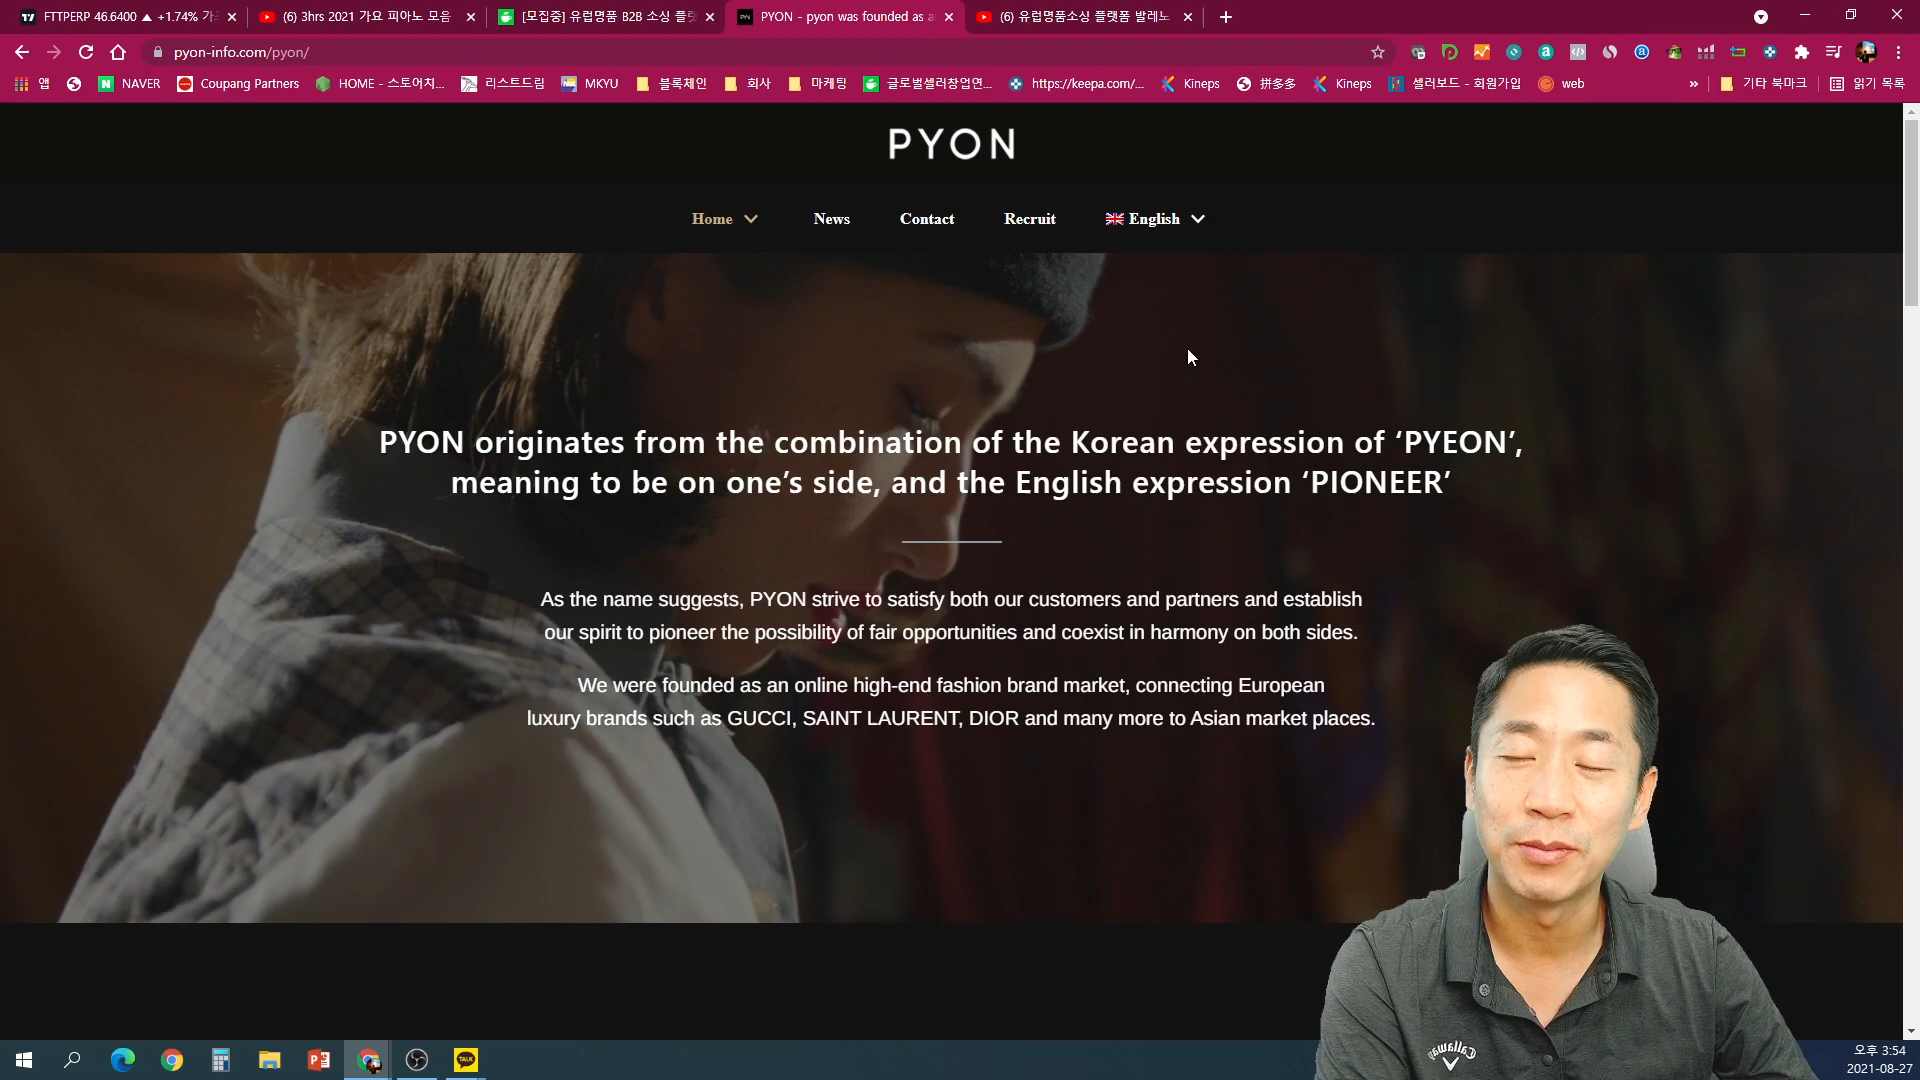 FTTPERP 46.6400 ▲ +1.74%
(6) 3hrs 2021 가요 피아노 모음
[모집중] 유럽명품 B2B 소싱 플랫
PYON - pyon was founded as a
(6) 유럽명품소싱 플랫폼 발레노
pyon-info.com/pyon/
앱
NAVER
Coupang Partners
HOME - 스토어치...
리스트드림
MKYU
블록체인
회사
마케팅
글로벌셀러창업연...
https://keepa.com/...
Kineps
拼多多
Kineps
셀러보드 - 회원가입
web
»
기타 북마크
읽기 목록
PYON
Home
News
Contact
Recruit
English
PYON originates from the combination of the Korean expression of ‘PYEON’,
meaning to be on one’s side, and the English expression ‘PIONEER’
As the name suggests, PYON strive to satisfy both our customers and partners and establish
our spirit to pioneer the possibility of fair opportunities and coexist in harmony on both sides.
We were founded as an online high-end fashion brand market, connecting European
luxury brands such as GUCCI, SAINT LAURENT, DIOR and many more to Asian market places.
Callaway
TALK
오후 3:54
2021-08-27